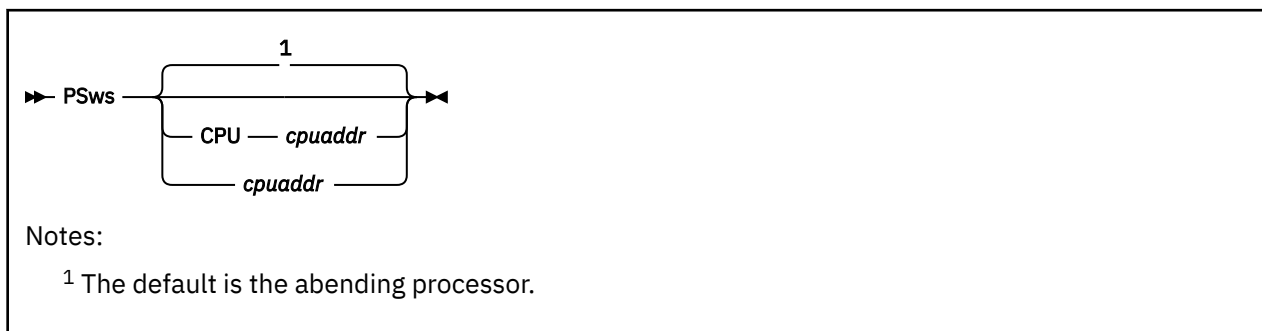 1
PSws
CPU cpuaddr
cpuaddr
Notes:
1 The default is the abending processor.